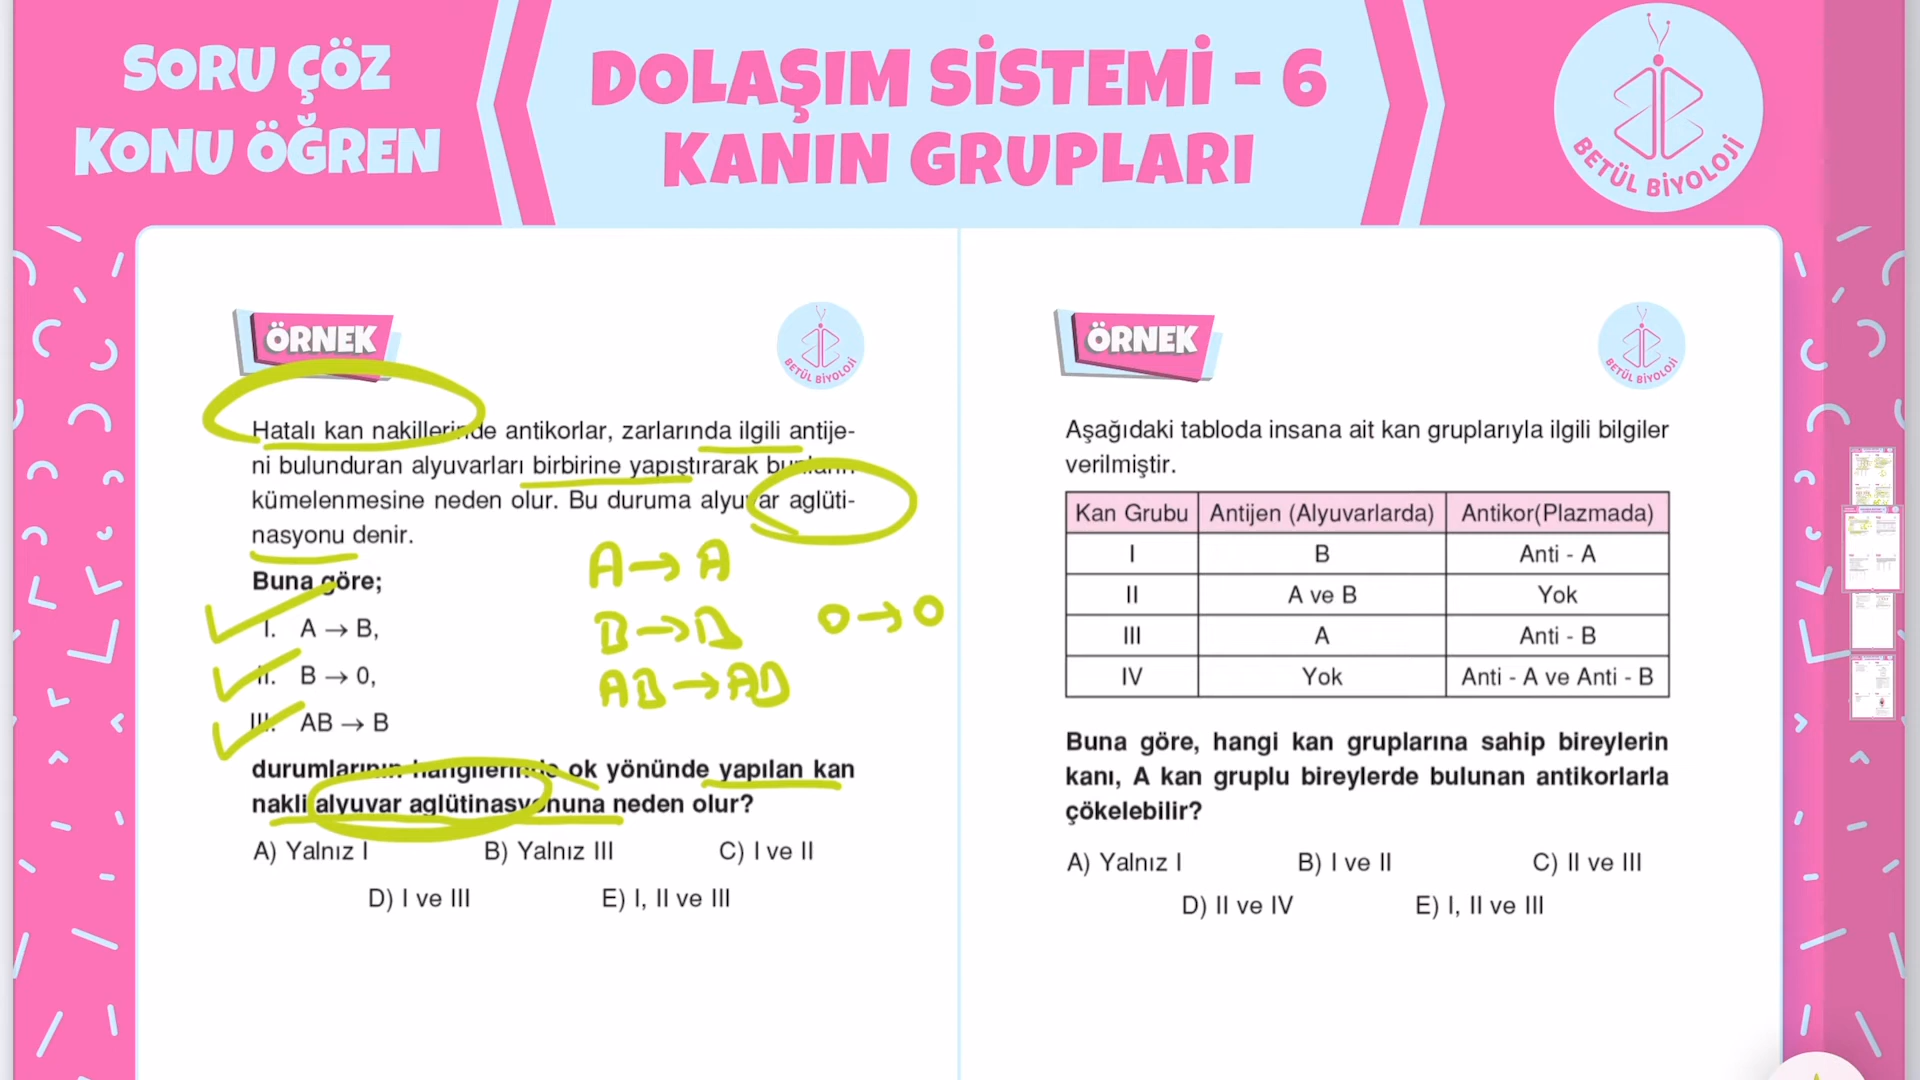 SORU ÇÖZ
KONU ÖĞREN
DOLAŞIM SİSTEMİ - 6
KANIN GRUPLARI
BETÜL BİYOLOJİ
ÖRNEK
BETÜL BİYOLOJİ
Hatalı kan nakillerinde antikorlar, zarlarında ilgili antije-
ni bulunduran alyuvarları birbirine yapıştırarak bunların
kümelenmesine neden olur. Bu duruma alyuvar aglüti-
nasyonu denir.
A → A
Buna göre;
B → B
0 → 0
I. A → B,
II. B → 0,
AB → AB
III. AB → B
durumlarının hangilerinde ok yönünde yapılan kan
nakli alyuvar aglütinasyonuna neden olur?
A) Yalnız I B) Yalnız III C) I ve II
D) I ve III E) I, II ve III
ÖRNEK
BETÜL BİYOLOJİ
Aşağıdaki tabloda insana ait kan gruplarıyla ilgili bilgiler
verilmiştir.
Kan Grubu Antijen (Alyuvarlarda) Antikor(Plazmada)
I B Anti - A
II A ve B Yok
III A Anti - B
IV Yok Anti - A ve Anti - B
Buna göre, hangi kan gruplarına sahip bireylerin
kanı, A kan gruplu bireylerde bulunan antikorlarla
çökelebilir?
A) Yalnız I B) I ve II C) II ve III
D) II ve IV E) I, II ve III